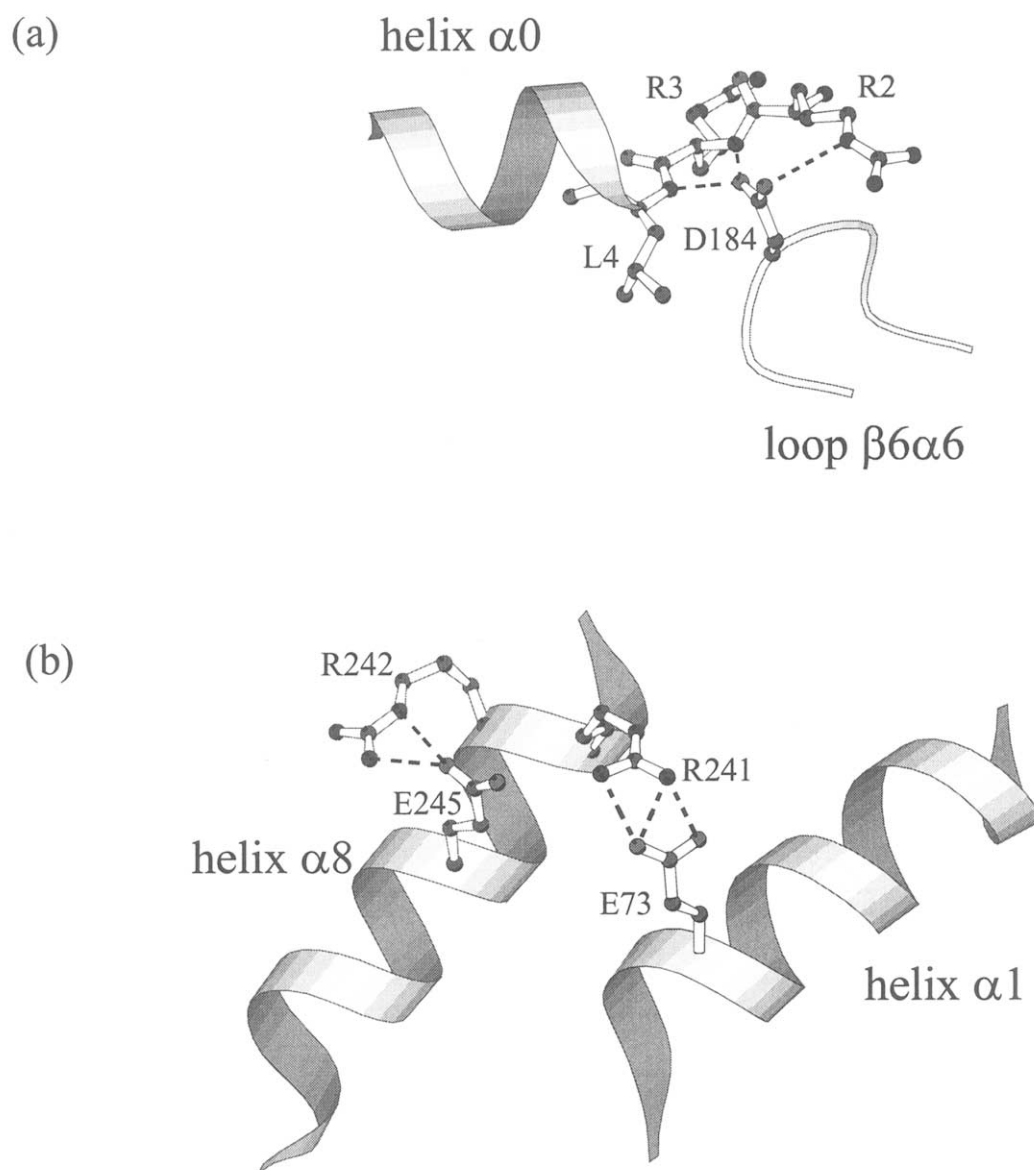 (a)
helix α0
R3
R2
L4
D184
loop β6α6
(b)
R242
R241
E245
helix α8
E73
helix α1